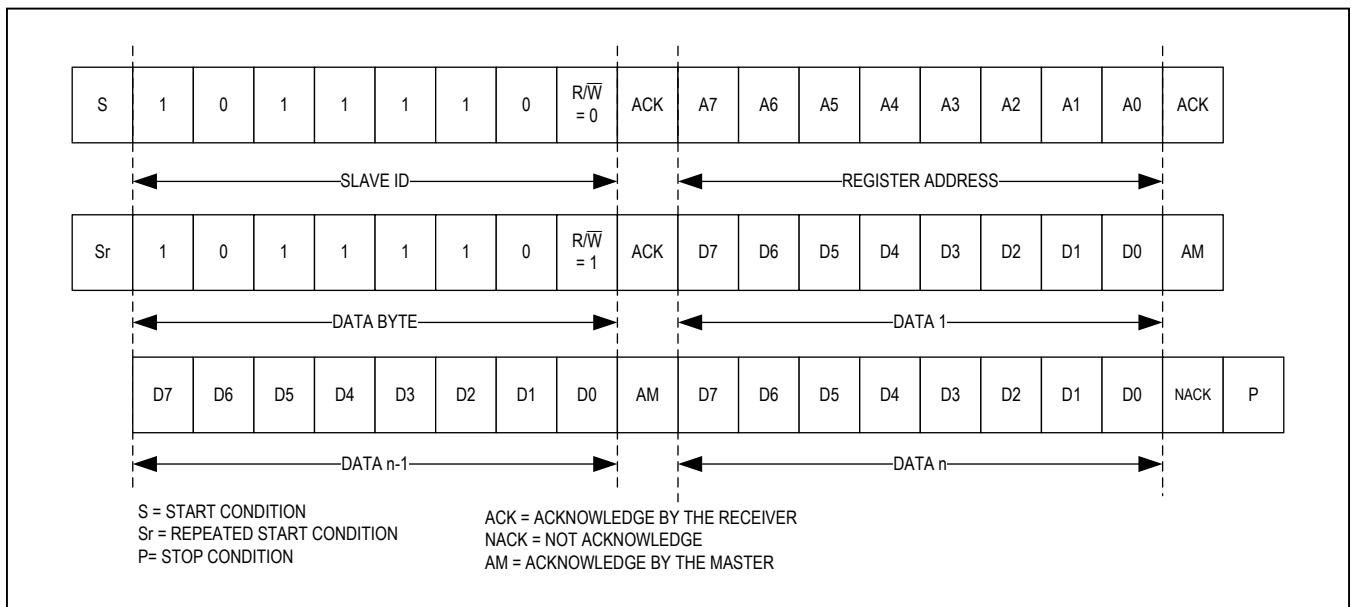 S 1 0 1 1 1 1 0 R/W̅ = 0 ACK A7 A6 A5 A4 A3 A2 A1 A0 ACK
SLAVE ID REGISTER ADDRESS
Sr 1 0 1 1 1 1 0 R/W̅ = 1 ACK D7 D6 D5 D4 D3 D2 D1 D0 AM
DATA BYTE DATA 1
D7 D6 D5 D4 D3 D2 D1 D0 AM D7 D6 D5 D4 D3 D2 D1 D0 NACK P
DATA n-1 DATA n
S = START CONDITION
Sr = REPEATED START CONDITION
P= STOP CONDITION
ACK = ACKNOWLEDGE BY THE RECEIVER
NACK = NOT ACKNOWLEDGE
AM = ACKNOWLEDGE BY THE MASTER